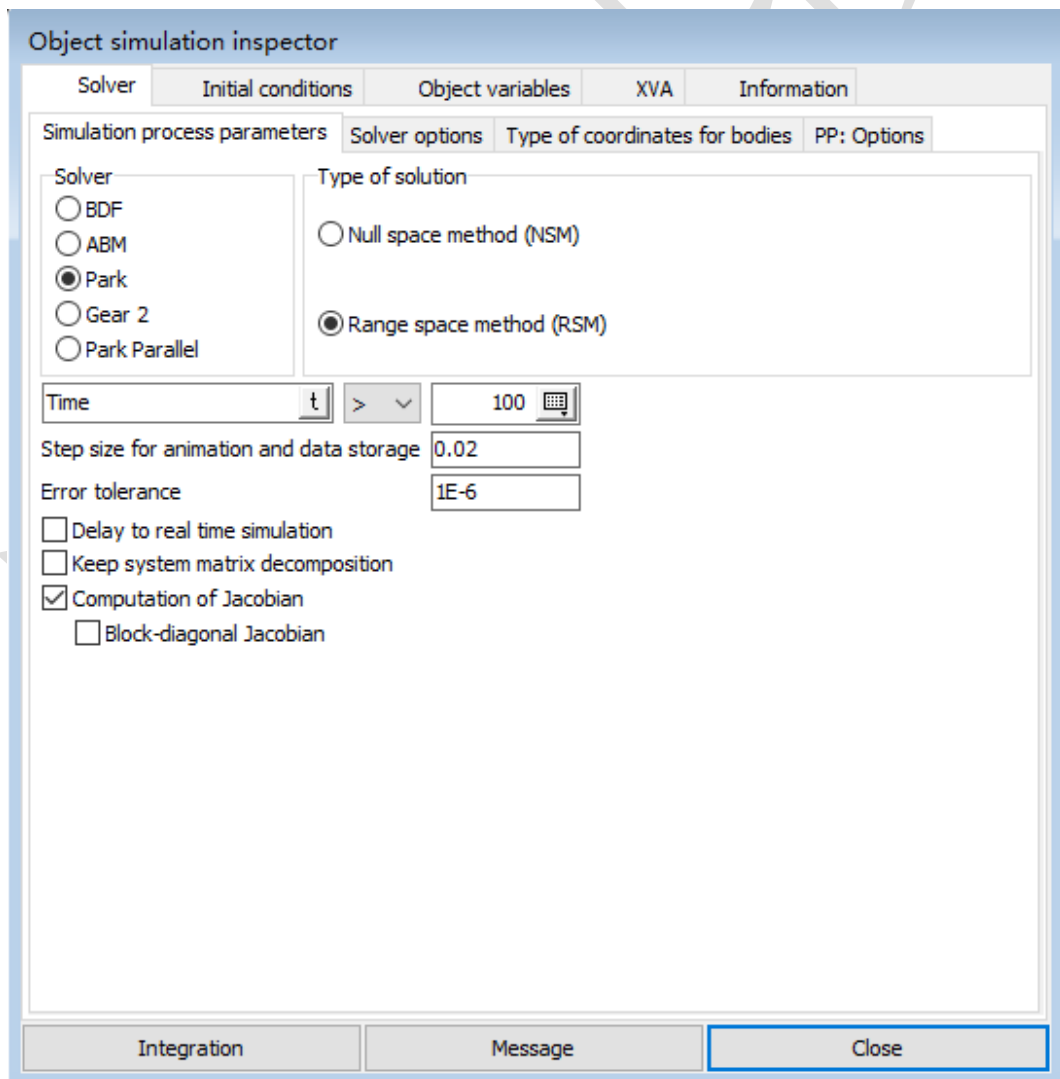 Object simulation inspector
Solver Initial conditions Object variables XVA Information
Simulation process parameters Solver options Type of coordinates for bodies PP: Options
Solver
BDF
ABM
Park
Gear 2
Park Parallel
Type of solution
Null space method (NSM)
Range space method (RSM)
Time t > 100
Step size for animation and data storage 0.02
Error tolerance 1E-6
Delay to real time simulation
Keep system matrix decomposition
Computation of Jacobian
Block-diagonal Jacobian
Integration Message Close